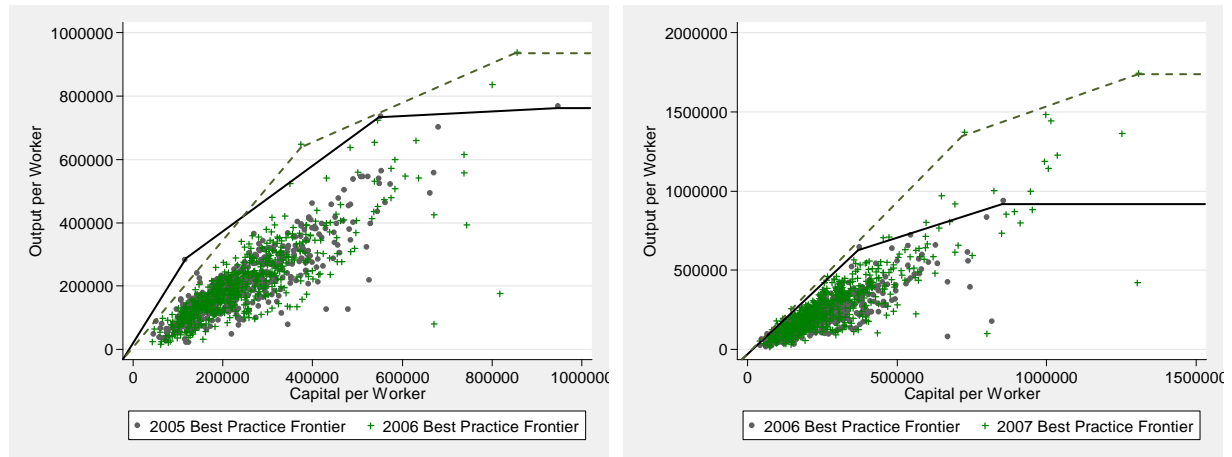 1000000
800000
600000
400000
200000
0
Output per Worker
0 200000 400000 600000 800000 1000000
Capital per Worker
2005 Best Practice Frontier 2006 Best Practice Frontier
2000000
1500000
1000000
500000
0
Output per Worker
0 500000 1000000 1500000
Capital per Worker
2006 Best Practice Frontier 2007 Best Practice Frontier